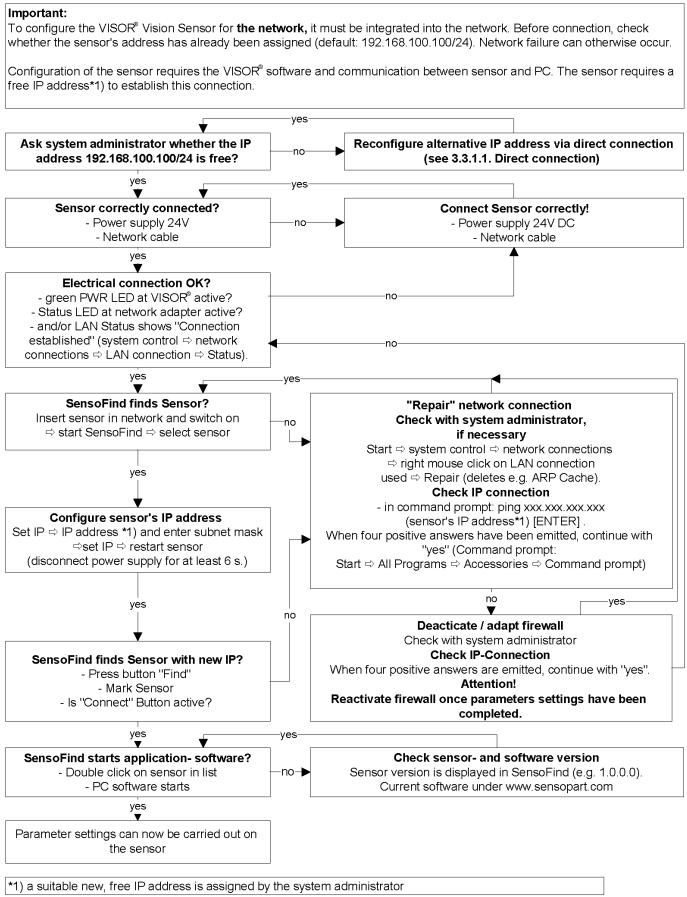 Important:
To configure the VISOR® Vision Sensor for the network, it must be integrated into the network. Before connection, check
whether the sensor's address has already been assigned (default: 192.168.100.100/24). Network failure can otherwise occur.
Configuration of the sensor requires the VISOR® software and communication between sensor and PC. The sensor requires a
free IP address*1) to establish this connection.
yes
Ask system administrator whether the IP
address 192.168.100.100/24 is free?
no
Reconfigure alternative IP address via direct connection
(see 3.3.1.1. Direct connection)
yes
yes
Sensor correctly connected?
- Power supply 24V
- Network cable
no
Connect Sensor correctly!
- Power supply 24V DC
- Network cable
yes
Electrical connection OK?
- green PWR LED at VISOR® active?
- Status LED at network adapter active?
- and/or LAN Status shows "Connection
established" (system control ⇨ network
connections ⇨ LAN connection ⇨ Status).
no
no
yes
yes
SensoFind finds Sensor?
Insert sensor in network and switch on
⇨ start SensoFind ⇨ select sensor
no
"Repair" network connection
Check with system administrator,
if necessary
Start ⇨ system control ⇨ network connections
⇨ right mouse click on LAN connection
used ⇨ Repair (deletes e.g. ARP Cache).
Check IP connection
- in command prompt: ping xxx.xxx.xxx.xxx
(sensor's IP address*1) [ENTER] .
When four positive answers have been emitted, continue with
"yes" (Command prompt:
Start ⇨ All Programs ⇨ Accessories ⇨ Command prompt)
yes
Configure sensor's IP address
Set IP ⇨ IP address *1) and enter subnet mask
⇨set IP ⇨ restart sensor
(disconnect power supply for at least 6 s.)
yes
no
no
yes
Deacticate / adapt firewall
Check with system administrator
Check IP-Connection
When four positive answers are emitted, continue with "yes".
Attention!
Reactivate firewall once parameters settings have been
completed.
SensoFind finds Sensor with new IP?
- Press button "Find"
- Mark Sensor
- Is "Connect" Button active?
yes
yes
SensoFind starts application- software?
- Double click on sensor in list
- PC software starts
no
Check sensor- and software version
Sensor version is displayed in SensoFind (e.g. 1.0.0.0).
Current software under www.sensopart.com
yes
Parameter settings can now be carried out on
the sensor
*1) a suitable new, free IP address is assigned by the system administrator